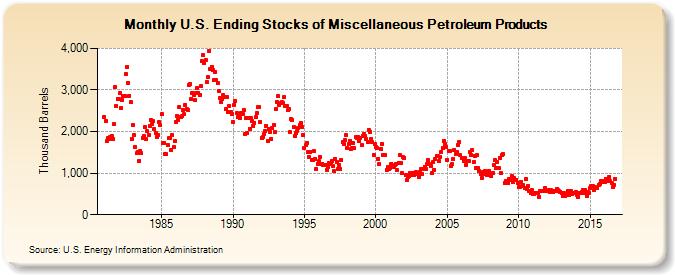 Monthly U.S. Ending Stocks of Miscellaneous Petroleum Products
Thousand Barrels
4,000
3,000
2,000
1,000
0
1985 1990 1995 2000 2005 2010 2015
Source: U.S. Energy Information Administration